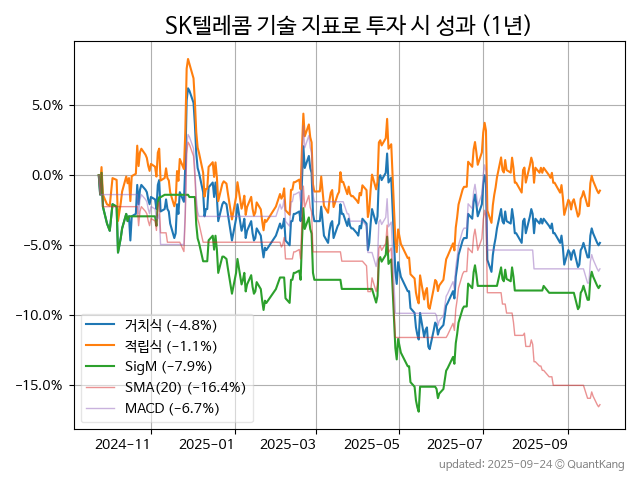 SK텔레콤 기술 지표로 투자 시 성과 (1년)
5.0%
0.0%
−5.0%
−10.0%
−15.0%
거치식 (−4.8%)
적립식 (−1.1%)
SigM (−7.9%)
SMA(20) (−16.4%)
MACD (−6.7%)
2024−11 2025−01 2025−03 2025−05 2025−07 2025−09
updated: 2025-09-24 © QuantKang